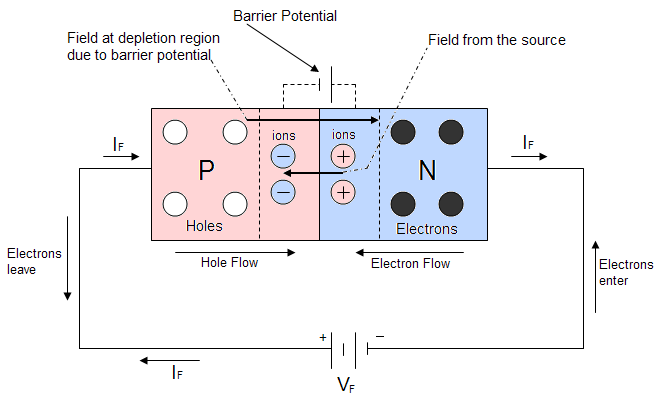 Barrier Potential
Field at depletion region
due to barrier potential
Field from the source
ions
ions
I_F
I_F
−
+
P
N
−
+
Holes
Electrons
Electrons
leave
Hole Flow
Electron Flow
Electrons
enter
+
−
I_F
V_F